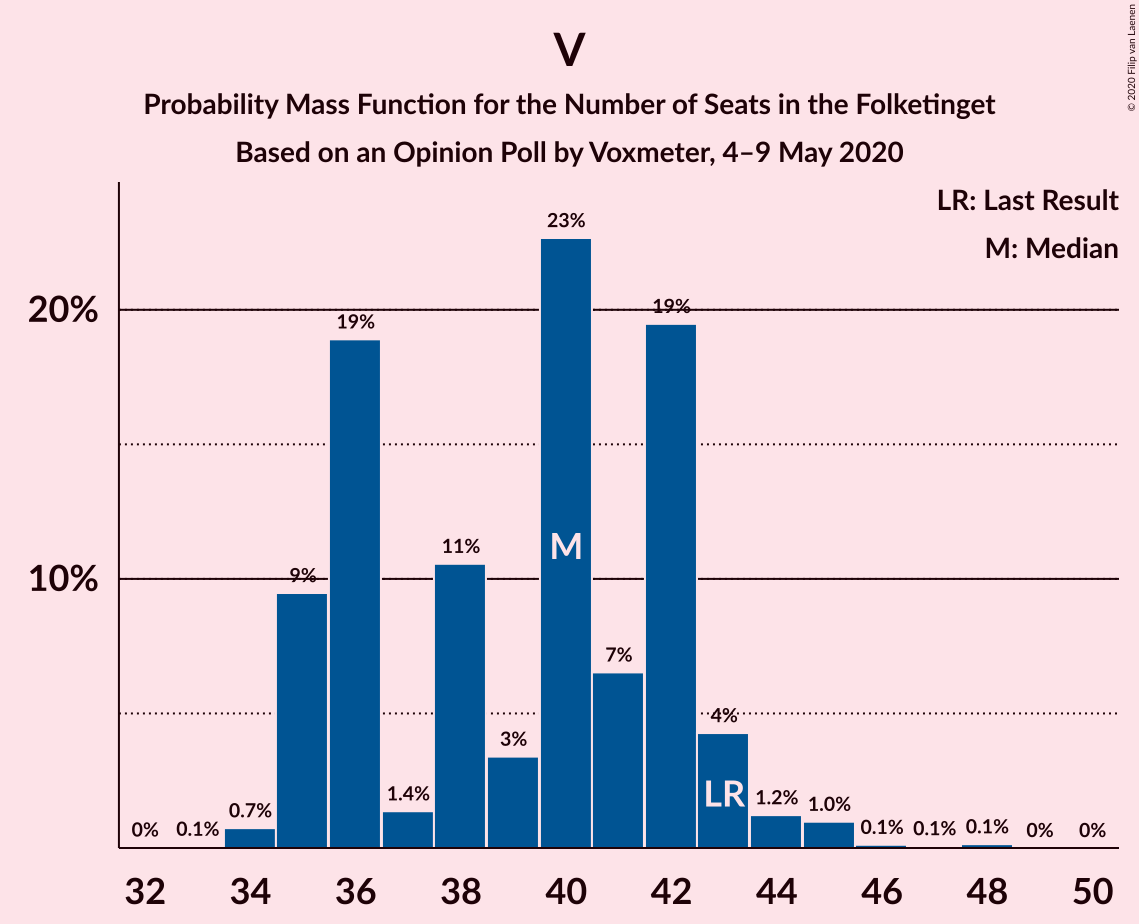 V
Probability Mass Function for the Number of Seats in the Folketinget
Based on an Opinion Poll by Voxmeter, 4–9 May 2020
© 2020 Filip van Laenen
LR: Last Result
M: Median
20%
10%
0%
0.1%
0.7%
9%
19%
1.4%
11%
3%
23%
7%
19%
4%
1.2%
1.0%
0.1%
0.1%
0.1%
0%
0%
M
LR
32 34 36 38 40 42 44 46 48 50